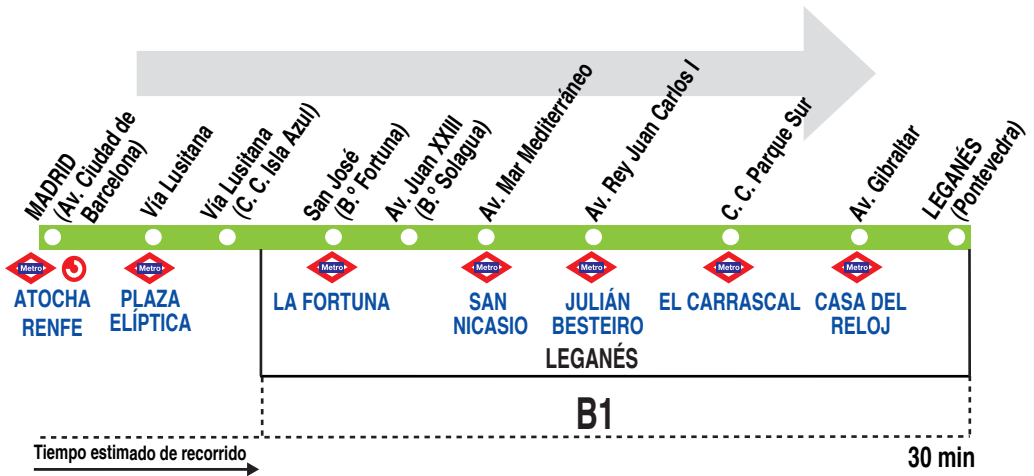 MADRID
(Av. Ciudad de
Barcelona)
Vía Lusitana
Vía Lusitana
(C. C. Isla Azul)
San José
(B.º Fortuna)
Av. Juan XXIII
(B.º Solagua)
Av. Mar Mediterráneo
Av. Rey Juan Carlos I
C. C. Parque Sur
Av. Gibraltar
LEGANÉS
(Pontevedra)
Metro
ATOCHA
RENFE
Metro
PLAZA
ELÍPTICA
Metro
LA FORTUNA
Metro
SAN
NICASIO
Metro
JULIÁN
BESTEIRO
Metro
EL CARRASCAL
Metro
CASA DEL
RELOJ
LEGANÉS
B1
Tiempo estimado de recorrido
30 min